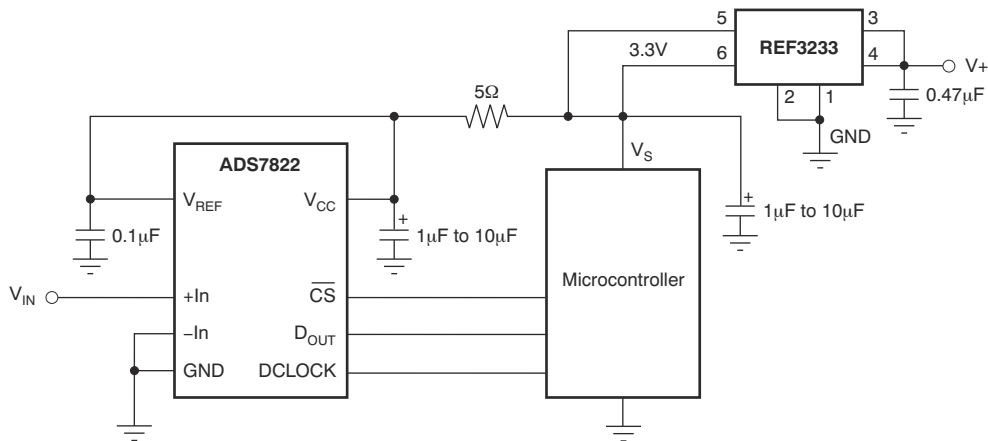 5
3
REF3233
3.3V
6
4
V+
2
1
0.47μF
5Ω
GND
ADS7822
V_S
V_REF
V_CC
0.1μF
+
1μF to 10μF
+
1μF to 10μF
Microcontroller
V_IN
+In
C̅S̅
−In
D_OUT
GND
DCLOCK